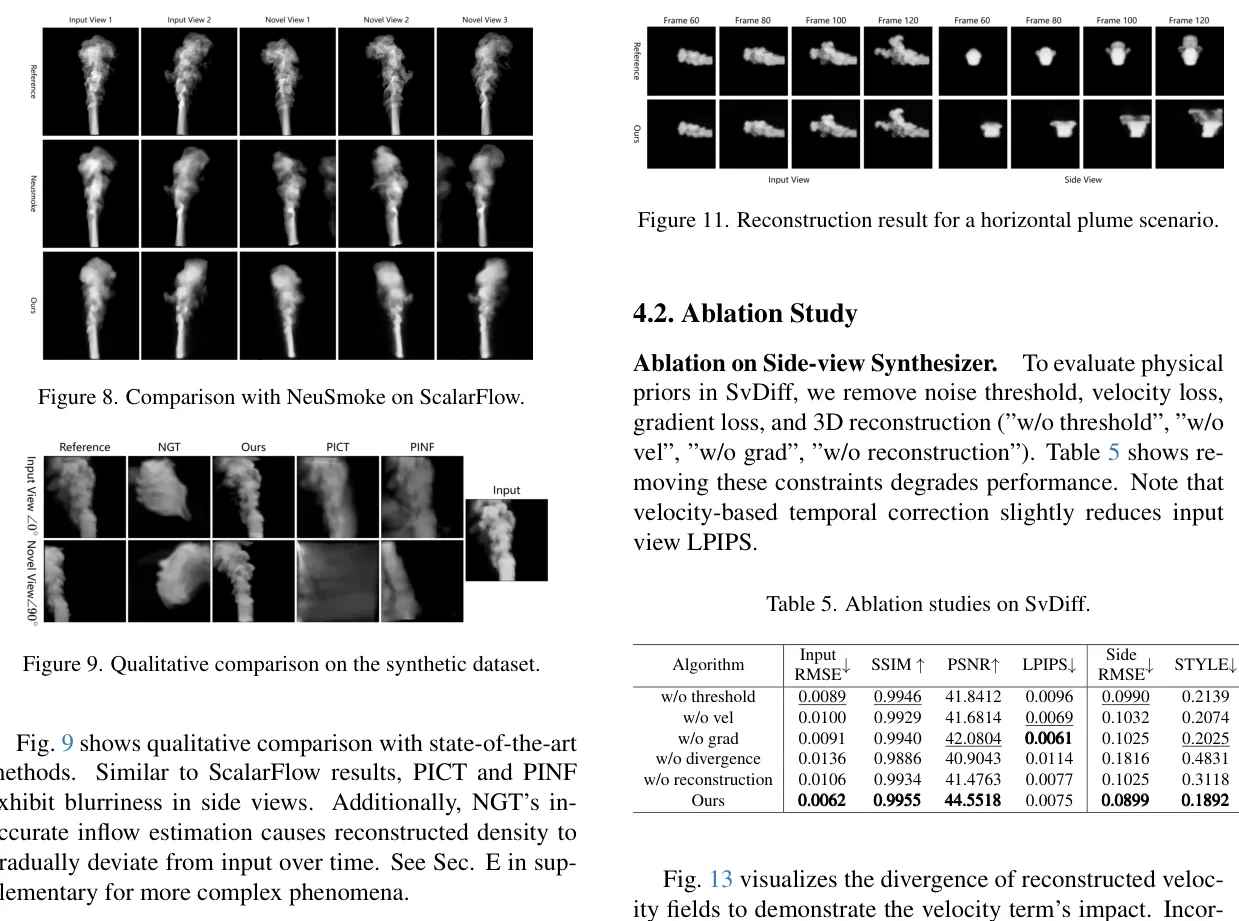 Input View 1 Input View 2 Novel View 1 Novel View 2 Novel View 3
Reference
Neusmoke
Ours
Figure 8. Comparison with NeuSmoke on ScalarFlow.
Reference NGT Ours PICT PINF
Input View ∠0°
Novel View∠90°
Input
Figure 9. Qualitative comparison on the synthetic dataset.
Fig. 9 shows qualitative comparison with state-of-the-art
methods. Similar to ScalarFlow results, PICT and PINF
exhibit blurriness in side views. Additionally, NGT's in-
accurate inflow estimation causes reconstructed density to
gradually deviate from input over time. See Sec. E in sup-
plementary for more complex phenomena.
Frame 60 Frame 80 Frame 100 Frame 120 Frame 60 Frame 80 Frame 100 Frame 120
Reference
Ours
Input View Side View
Figure 11. Reconstruction result for a horizontal plume scenario.
4.2. Ablation Study
Ablation on Side-view Synthesizer. To evaluate physical
priors in SvDiff, we remove noise threshold, velocity loss,
gradient loss, and 3D reconstruction (”w/o threshold”, ”w/o
vel”, ”w/o grad”, ”w/o reconstruction”). Table 5 shows re-
moving these constraints degrades performance. Note that
velocity-based temporal correction slightly reduces input
view LPIPS.
Table 5. Ablation studies on SvDiff.
Algorithm Input RMSE↓ SSIM ↑ PSNR↑ LPIPS↓ Side RMSE↓ STYLE↓
w/o threshold 0.0089 0.9946 41.8412 0.0096 0.0990 0.2139
w/o vel 0.0100 0.9929 41.6814 0.0069 0.1032 0.2074
w/o grad 0.0091 0.9940 42.0804 0.0061 0.1025 0.2025
w/o divergence 0.0136 0.9886 40.9043 0.0114 0.1816 0.4831
w/o reconstruction 0.0106 0.9934 41.4763 0.0077 0.1025 0.3118
Ours 0.0062 0.9955 44.5518 0.0075 0.0899 0.1892
Fig. 13 visualizes the divergence of reconstructed veloc-
ity fields to demonstrate the velocity term's impact. Incor-